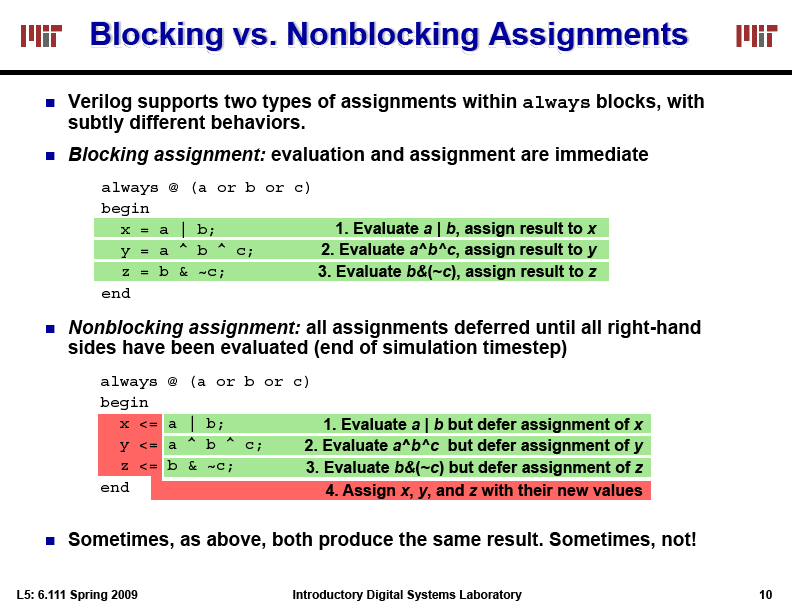 Blocking vs. Nonblocking Assignments
Verilog supports two types of assignments within always blocks, with
subtly different behaviors.
Blocking assignment: evaluation and assignment are immediate
always @ (a or b or c)
begin
x = a | b; 1. Evaluate a | b, assign result to x
y = a ^ b ^ c; 2. Evaluate a^b^c, assign result to y
z = b & ~c; 3. Evaluate b&(~c), assign result to z
end
Nonblocking assignment: all assignments deferred until all right-hand
sides have been evaluated (end of simulation timestep)
always @ (a or b or c)
begin
x <= a | b; 1. Evaluate a | b but defer assignment of x
y <= a ^ b ^ c; 2. Evaluate a^b^c but defer assignment of y
z <= b & ~c; 3. Evaluate b&(~c) but defer assignment of z
end 4. Assign x, y, and z with their new values
Sometimes, as above, both produce the same result. Sometimes, not!
L5: 6.111 Spring 2009 Introductory Digital Systems Laboratory 10